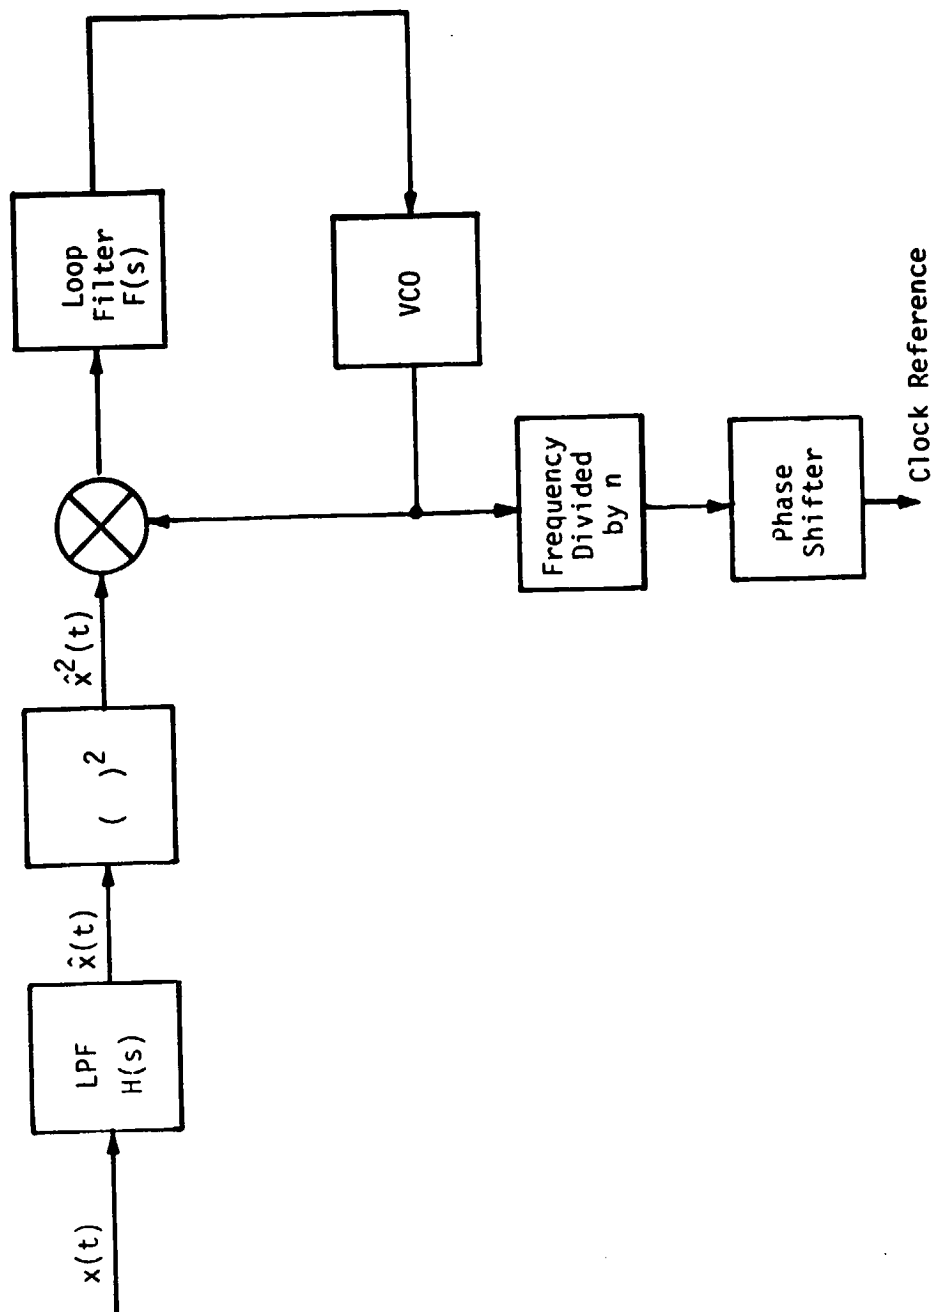 x(t)
LPF
H(s)
x̂(t)
( )²
x̂²(t)
Loop
Filter
F(s)
VCO
Frequency
Divided
by n
Phase
Shifter
Clock Reference